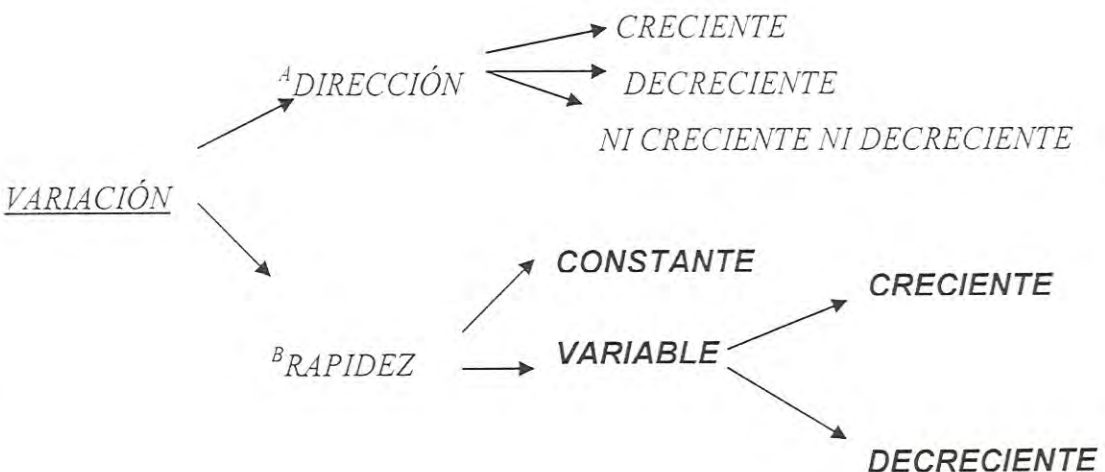 CRECIENTE
ᴬDIRECCIÓN
DECRECIENTE
NI CRECIENTE NI DECRECIENTE
VARIACIÓN
CONSTANTE
CRECIENTE
ᴮRAPIDEZ
VARIABLE
DECRECIENTE